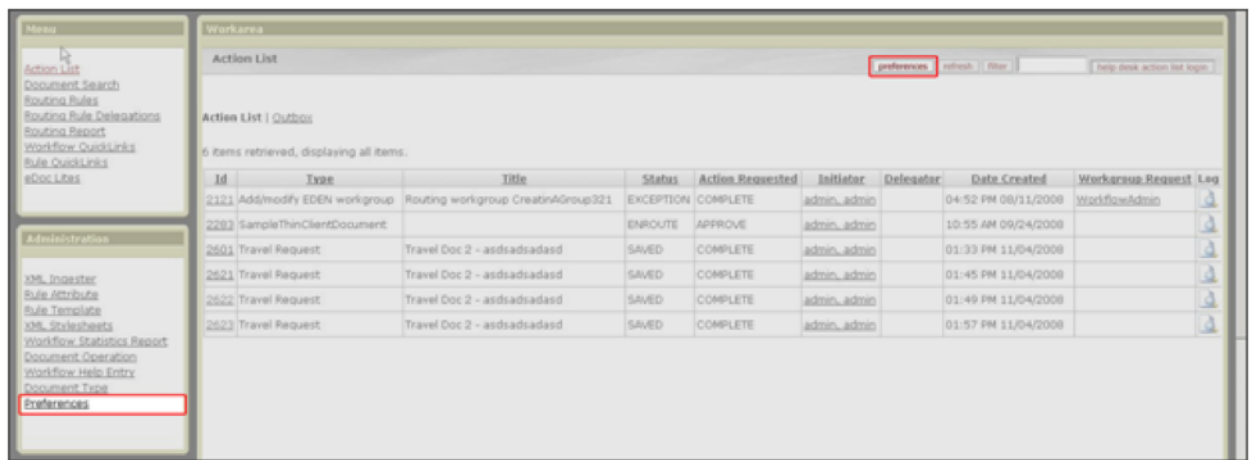 Menu
Action List
Document Search
Routing Rules
Routing Rule Delegations
Routing Report
Workflow QuickLinks
Rule QuickLinks
eDoc Lites
Administration
XML Ingester
Rule Attribute
Rule Template
XML Stylesheets
Workflow Statistics Report
Document Operation
Workflow Help Entry
Document Type
Preferences
Workarea
Action List
preferences refresh filter help desk action list login
Action List | Outbox
6 items retrieved, displaying all items.
Id Type Title Status Action Requested Initiator Delegator Date Created Workgroup Request Log
2121 Add/modify EDEN workgroup Routing workgroup CreatinAGroup321 EXCEPTION COMPLETE admin, admin 04:52 PM 08/11/2008 WorkflowAdmin
2283 SampleThinClientDocument ENROUTE APPROVE 10:55 AM 09/24/2008
2601 Travel Request Travel Doc 2 - asdsadsadasd SAVED COMPLETE admin, admin 01:33 PM 11/04/2008
2621 Travel Request Travel Doc 2 - asdsadsadasd SAVED COMPLETE admin, admin 01:45 PM 11/04/2008
2622 Travel Request Travel Doc 2 - asdsadsadasd SAVED COMPLETE admin, admin 01:49 PM 11/04/2008
2623 Travel Request Travel Doc 2 - asdsadsadasd SAVED COMPLETE admin, admin 01:57 PM 11/04/2008